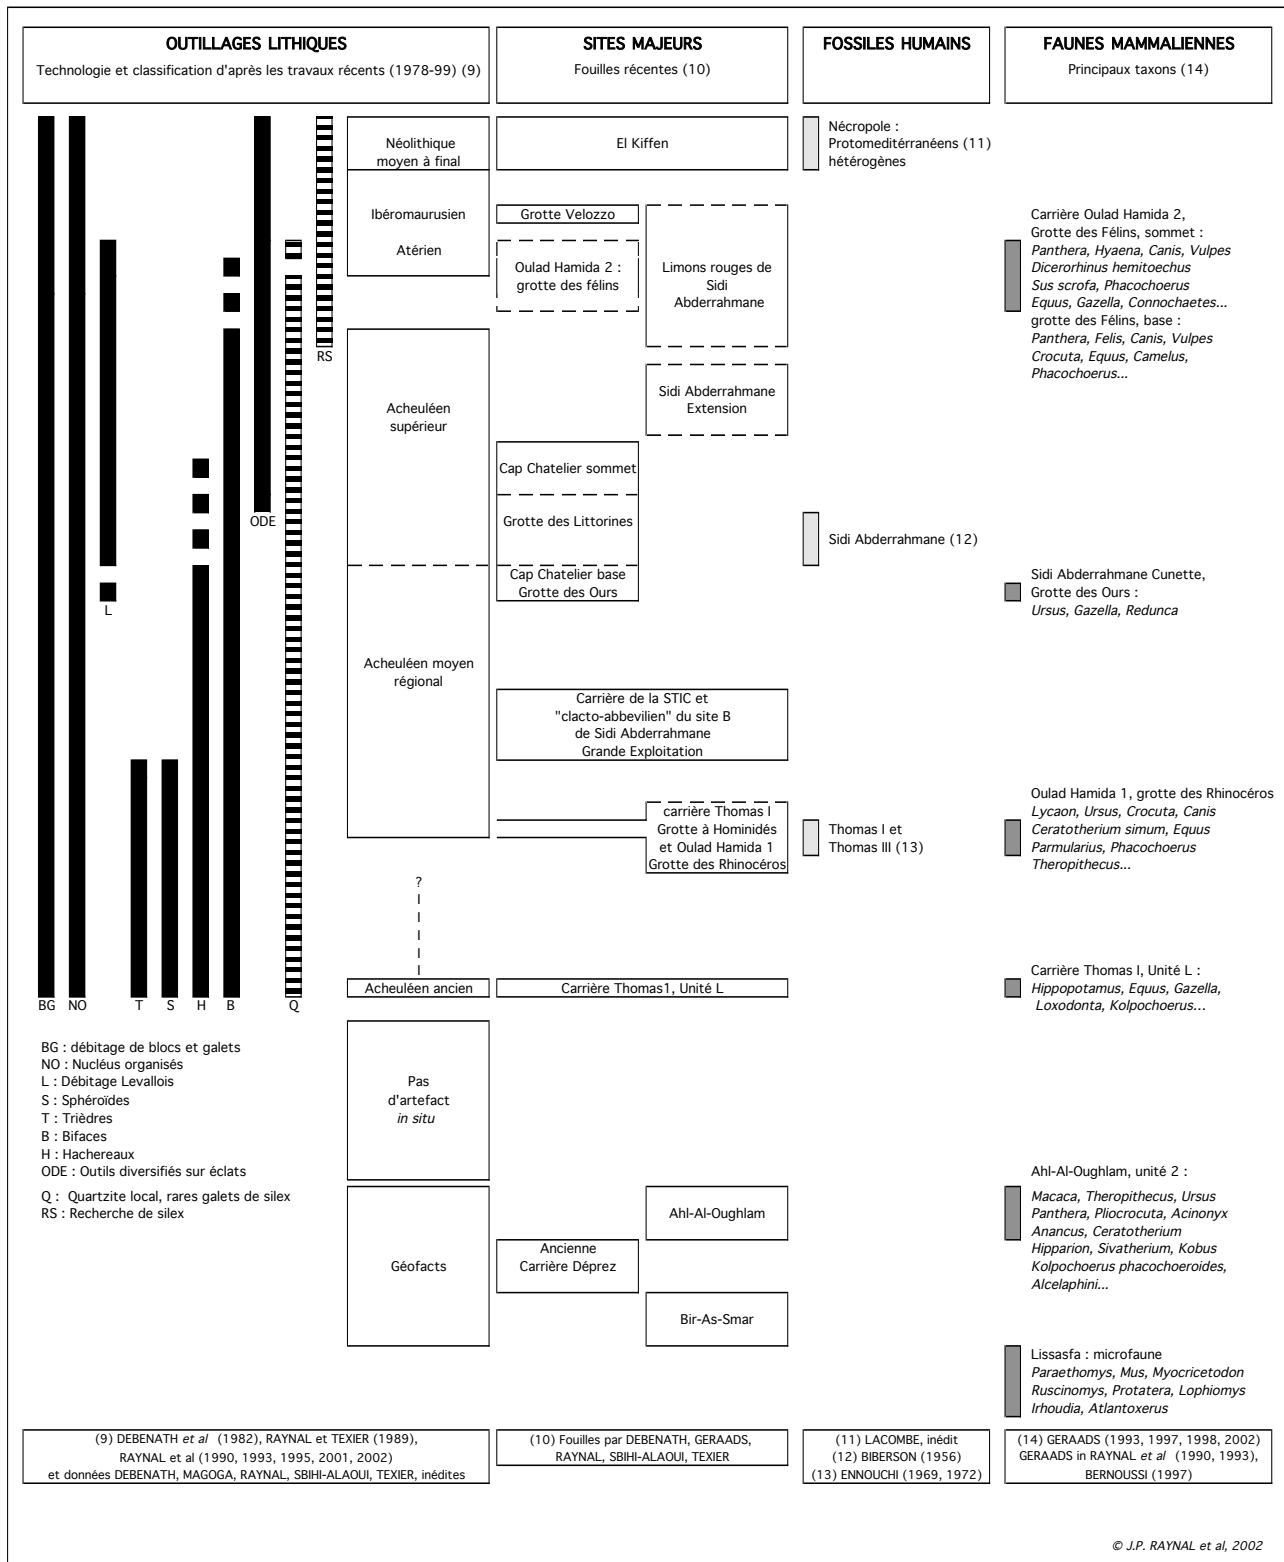 OUTILLAGES LITHIQUES
Technologie et classification d'après les travaux récents (1978-99) (9)
SITES MAJEURS
Fouilles récentes (10)
FOSSILES HUMAINS
FAUNES MAMMALIENNES
Principaux taxons (14)
RS
ODE
L
BG
NO
T
S
H
B
Q
Néolithique
moyen à final
Ibéromaurusien
Atérien
Acheuléen
supérieur
Acheuléen moyen
régional
?
Acheuléen ancien
Pas
d'artefact
in situ
Géofacts
El Kiffen
Grotte Velozzo
Oulad Hamida 2 :
grotte des félins
Limons rouges de
Sidi
Abderrahmane
Sidi Abderrahmane
Extension
Cap Chatelier sommet
Grotte des Littorines
Cap Chatelier base
Grotte des Ours
Carrière de la STIC et
"clacto-abbevilien" du site B
de Sidi Abderrahmane
Grande Exploitation
carrière Thomas I
Grotte à Hominidés
et Oulad Hamida 1
Grotte des Rhinocéros
Carrière Thomas1, Unité L
Ahl-Al-Oughlam
Ancienne
Carrière Déprez
Bir-As-Smar
Nécropole :
Protomeditérranéens (11)
hétérogènes
Sidi Abderrahmane (12)
Thomas I et
Thomas III (13)
Carrière Oulad Hamida 2,
Grotte des Félins, sommet :
Panthera, Hyaena, Canis, Vulpes
Dicerorhinus hemitoechus
Sus scrofa, Phacochoerus
Equus, Gazella, Connochaetes...
grotte des Félins, base :
Panthera, Felis, Canis, Vulpes
Crocuta, Equus, Camelus,
Phacochoerus...
Sidi Abderrahmane Cunette,
Grotte des Ours :
Ursus, Gazella, Redunca
Oulad Hamida 1, grotte des Rhinocéros
Lycaon, Ursus, Crocuta, Canis
Ceratotherium simum, Equus
Parmularius, Phacochoerus
Theropithecus...
Carrière Thomas I, Unité L :
Hippopotamus, Equus, Gazella,
Loxodonta, Kolpochoerus...
Ahl-Al-Oughlam, unité 2 :
Macaca, Theropithecus, Ursus
Panthera, Pliocrocuta, Acinonyx
Anancus, Ceratotherium
Hipparion, Sivatherium, Kobus
Kolpochoerus phacochoeroides,
Alcelaphini...
Lissasfa : microfaune
Paraethomys, Mus, Myocricetodon
Ruscinomys, Protatera, Lophiomys
Irhoudia, Atlantoxerus
BG : débitage de blocs et galets
NO : Nucléus organisés
L : Débitage Levallois
S : Sphéroïdes
T : Trièdres
B : Bifaces
H : Hachereaux
ODE : Outils diversifiés sur éclats
Q : Quartzite local, rares galets de silex
RS : Recherche de silex
(9) DEBENATH et al (1982), RAYNAL et TEXIER (1989),
RAYNAL et al (1990, 1993, 1995, 2001, 2002)
et données DEBENATH, MAGOGA, RAYNAL, SBIHI-ALAOUI, TEXIER, inédites
(10) Fouilles par DEBENATH, GERAADS,
RAYNAL, SBIHI-ALAOUI, TEXIER
(11) LACOMBE, inédit
(12) BIBERSON (1956)
(13) ENNOUCHI (1969, 1972)
(14) GERAADS (1993, 1997, 1998, 2002)
GERAADS in RAYNAL et al (1990, 1993),
BERNOUSSI (1997)
© J.P. RAYNAL et al, 2002